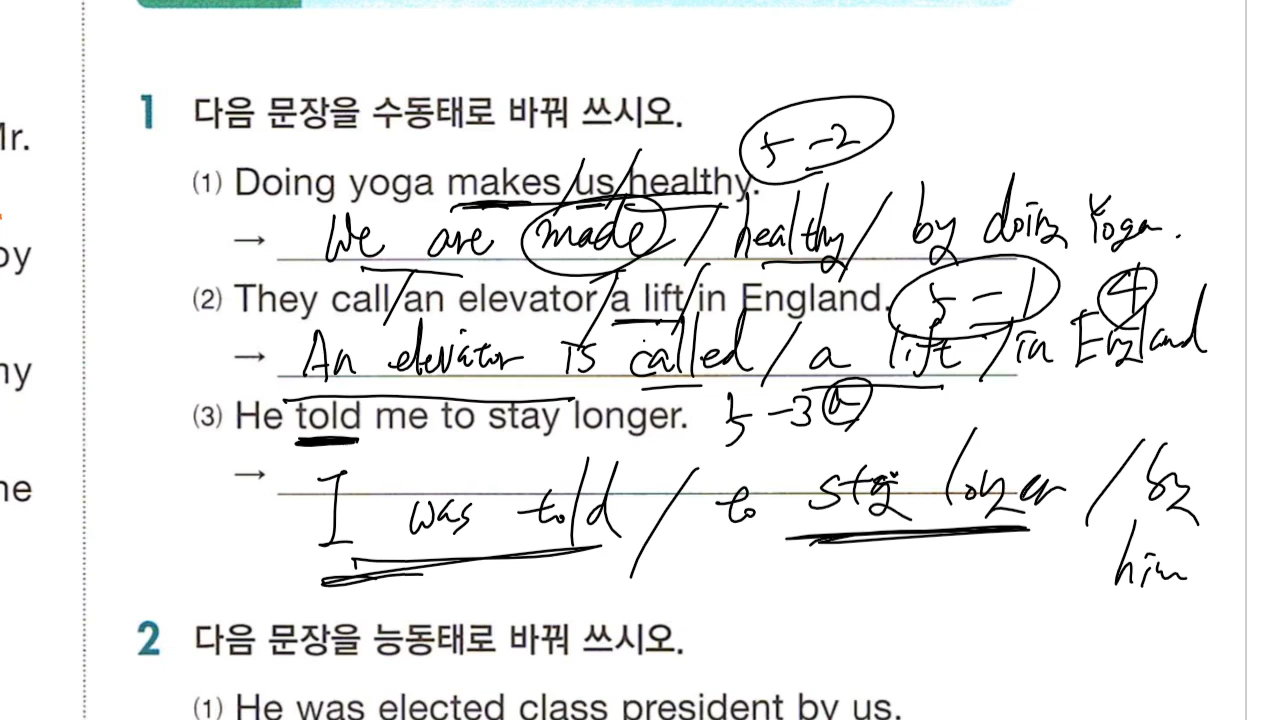 1 다음 문장을 수동태로 바꿔 쓰시오.
5-2
(1) Doing yoga makes us healthy.
→ We are made / healthy / by doing Yoga.
(2) They call an elevator a lift in England.
5-1 4
→ An elevator is called / a lift / in England
(3) He told me to stay longer. 5-3
→ I was told / to stay longer / by
him
2 다음 문장을 능동태로 바꿔 쓰시오.
(1) He was elected class president by us.